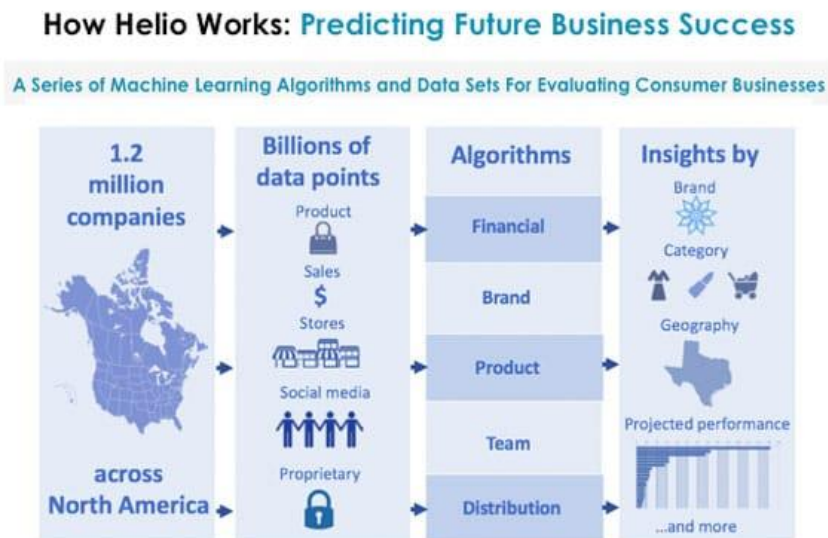 How Helio Works: Predicting Future Business Success
A Series of Machine Learning Algorithms and Data Sets For Evaluating Consumer Businesses
1.2
million
companies
across
North America
Billions of
data points
Product
Sales
$
Stores
Social media
Proprietary
Algorithms
Financial
Brand
Product
Team
Distribution
Insights by
Brand
Category
Geography
Projected performance
...and more